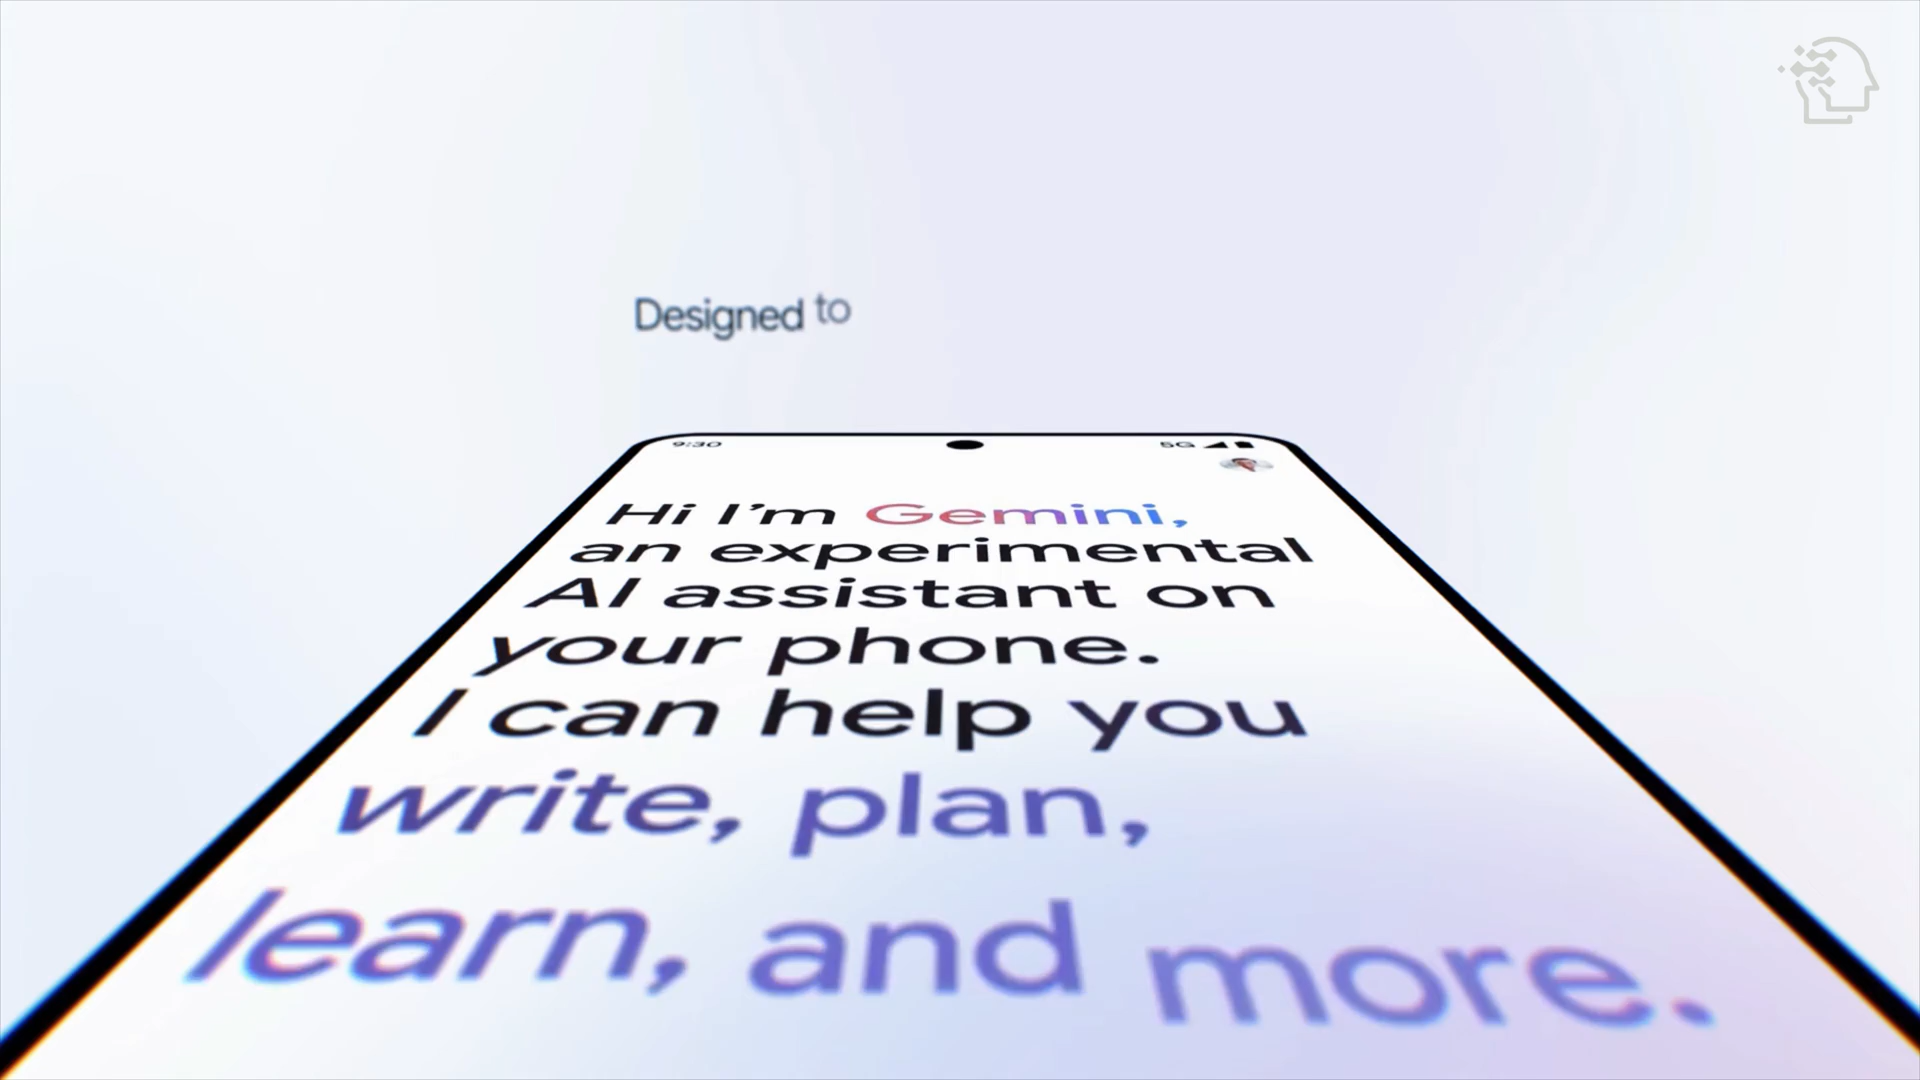 Designed to
9:30
5G
Hi I'm Gemini,
an experimental
AI assistant on
your phone.
I can help you
write, plan,
learn, and more.